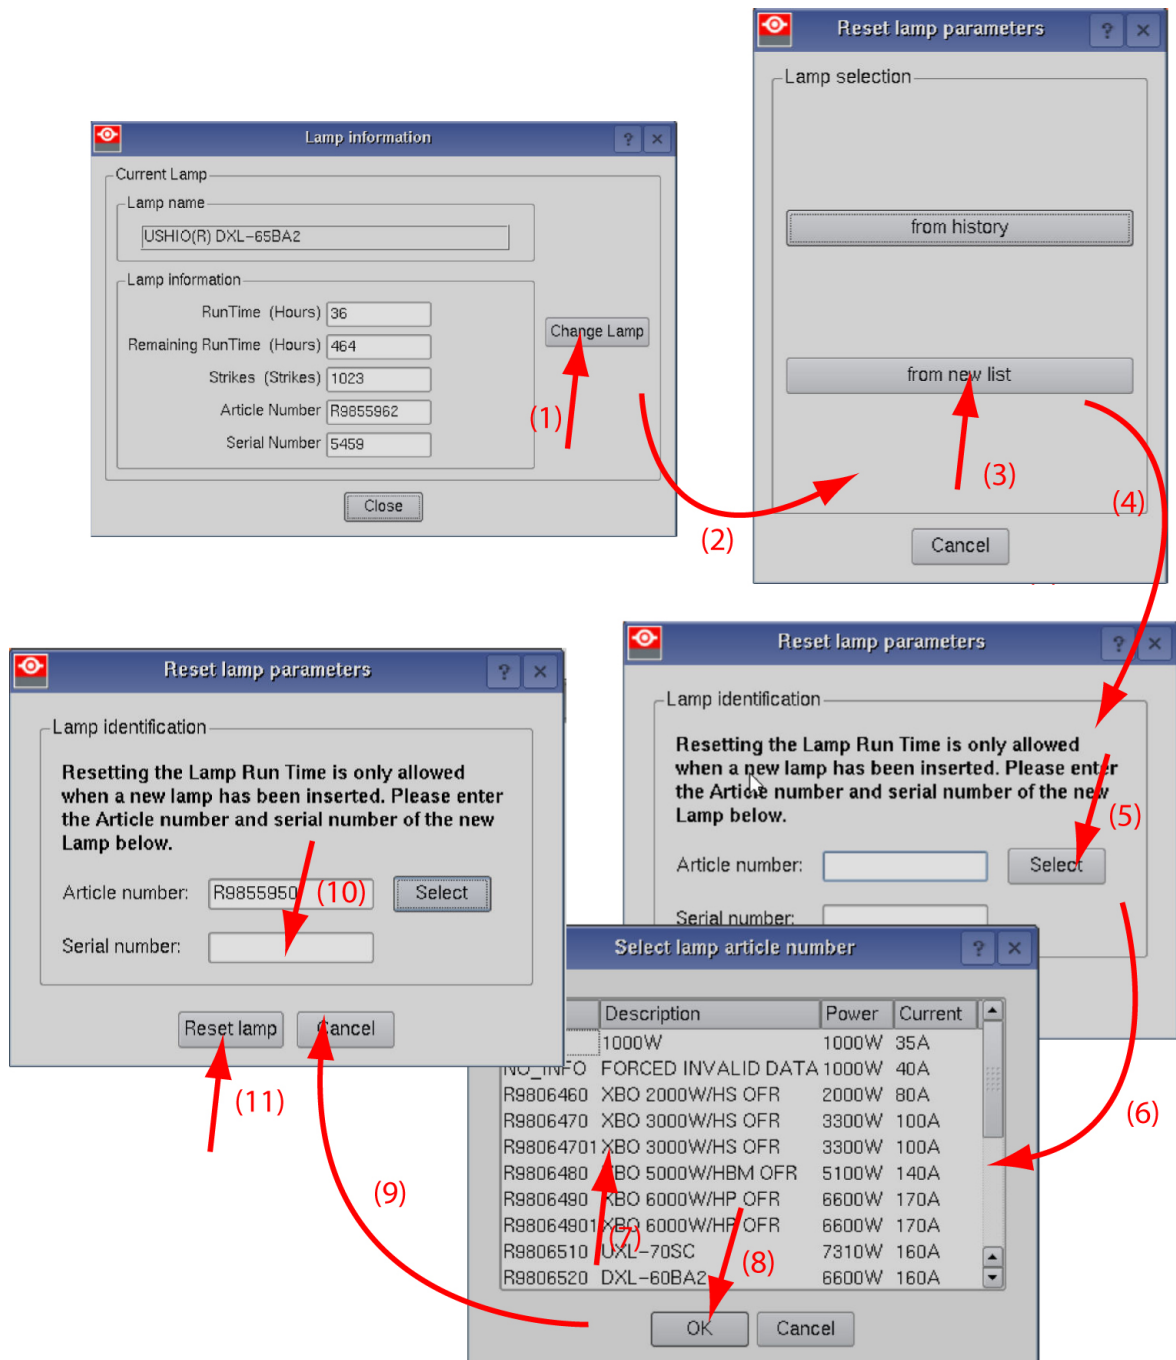 Lamp information
?
×
Current Lamp
Lamp name
USHIO(R) DXL-65BA2
Lamp information
RunTime (Hours) 36
Remaining RunTime (Hours) 464
Strikes (Strikes) 1023
Article Number R9855962
Serial Number 5459
Change Lamp
(1)
Close
(2)
Reset lamp parameters
?
×
Lamp selection
from history
from new list
(3)
(4)
Cancel
Reset lamp parameters
?
×
Lamp identification
Resetting the Lamp Run Time is only allowed
when a new lamp has been inserted. Please enter
the Article number and serial number of the new
Lamp below.
(5)
Article number:
Select
Serial number:
(6)
Select lamp article number
?
×
Description Power Current
1000W 1000W 35A
NO_INFO FORCED INVALID DATA 1000W 40A
R9806460 XBO 2000W/HS OFR 2000W 80A
R9806470 XBO 3000W/HS OFR 3300W 100A
R98064701 XBO 3000W/HS OFR 3300W 100A
R9806480 XBO 5000W/HBM OFR 5100W 140A
R9806490 XBO 6000W/HP OFR 6600W 170A
R98064901 XBO 6000W/HP OFR 6600W 170A
R9806510 UXL-70SC 7310W 160A
R9806520 DXL-60BA2 6600W 160A
(7)
(8)
OK
Cancel
(9)
Reset lamp parameters
?
×
Lamp identification
Resetting the Lamp Run Time is only allowed
when a new lamp has been inserted. Please enter
the Article number and serial number of the new
Lamp below.
Article number: R9855950 (10) Select
Serial number:
Reset lamp
Cancel
(11)